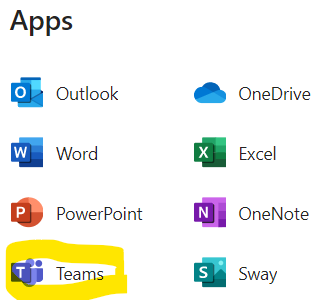 Apps
Outlook OneDrive
Word Excel
PowerPoint OneNote
Teams Sway